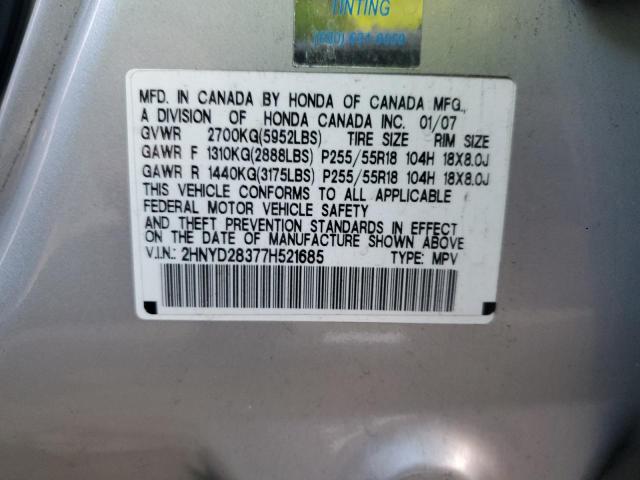 TINTING
MFD. IN CANADA BY HONDA OF CANADA MFG.,
A DIVISION OF HONDA CANADA INC. 01/07
GVWR 2700KG(5952LBS) TIRE SIZE RIM SIZE
GAWR F 1310KG(2888LBS) P255/55R18 104H 18X8.0J
GAWR R 1440KG(3175LBS) P255/55R18 104H 18X8.0J
THIS VEHICLE CONFORMS TO ALL APPLICABLE
FEDERAL MOTOR VEHICLE SAFETY
AND THEFT PREVENTION STANDARDS IN EFFECT
ON THE DATE OF MANUFACTURE SHOWN ABOVE.
V.I.N.: 2HNYD28377H521685 TYPE: MPV